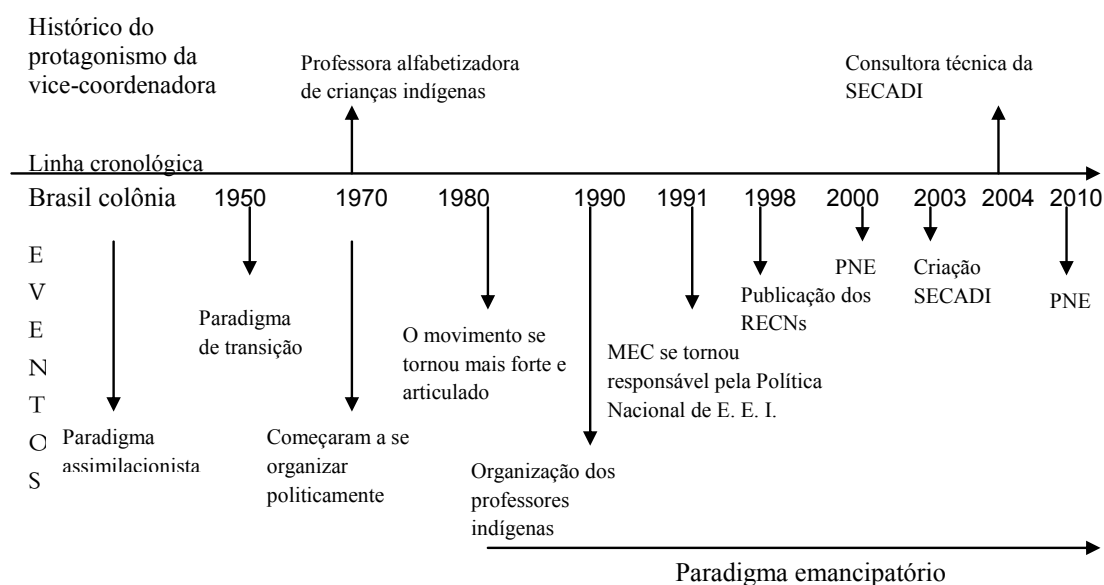 Histórico do
protagonismo da
vice-coordenadora
Professora alfabetizadora
de crianças indígenas
Consultora técnica da
SECADI
Linha cronológica
Brasil colônia 1950 1970 1980 1990 1991 1998 2000 2003 2004 2010
E
V
E
N
T
O
S
Paradigma
assimilacionista
Paradigma
de transição
Começaram a se
organizar
politicamente
O movimento se
tornou mais forte e
articulado
Organização dos
professores
indígenas
MEC se tornou
responsável pela Política
Nacional de E. E. I.
Publicação dos
RECNs
PNE
Criação
SECADI
PNE
Paradigma emancipatório